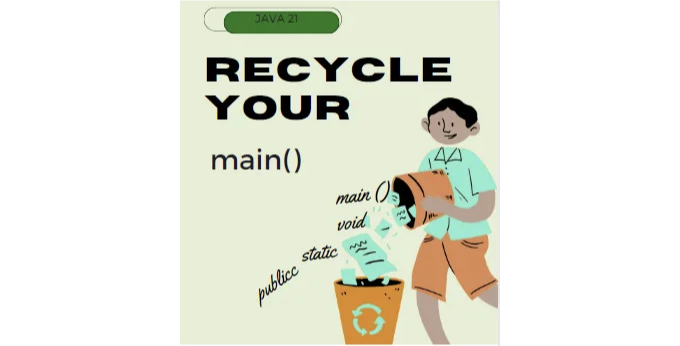 JAVA 21
RECYCLE
YOUR
main()
main ()
void
static
publicc